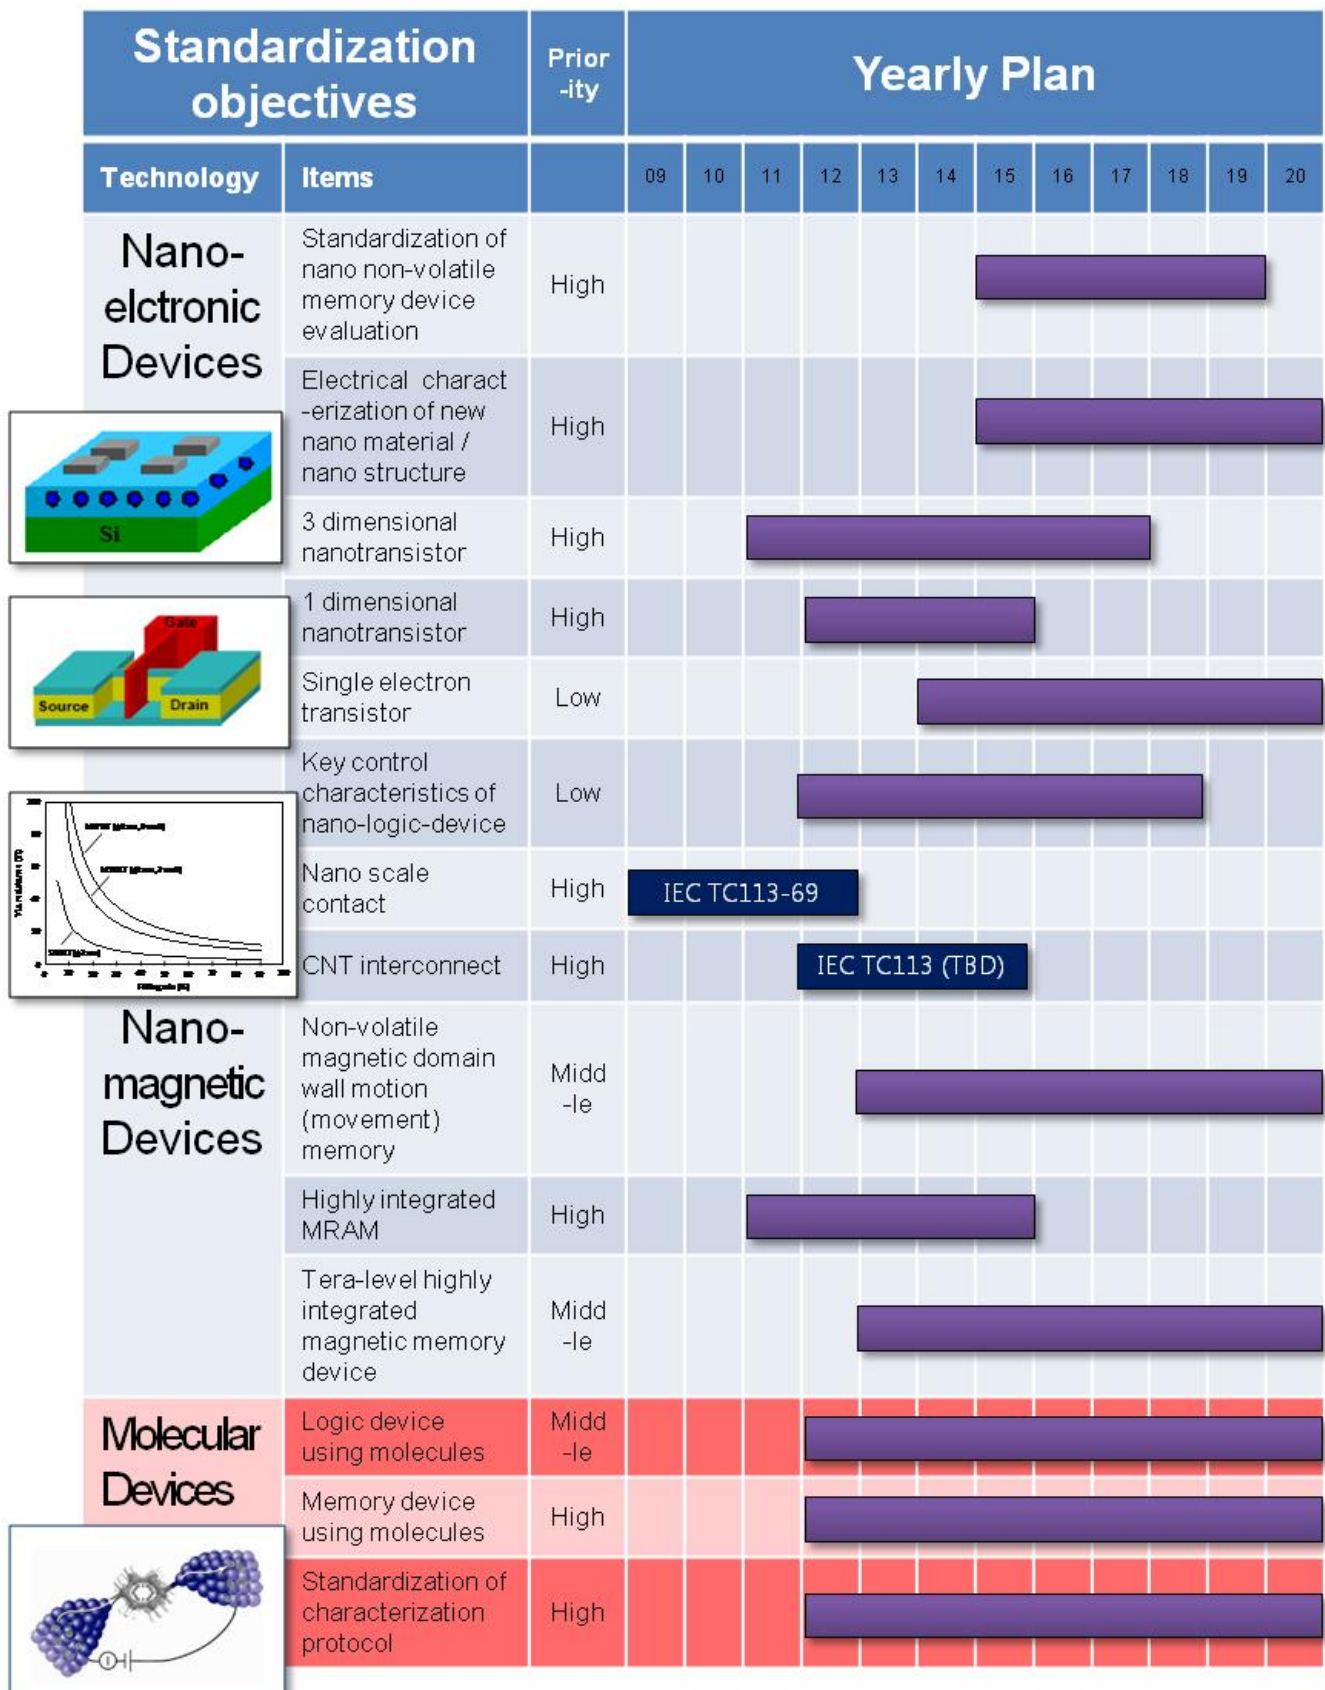 Standardization
objectives
Prior
-ity
Yearly Plan
Technology
Items
09 10 11 12 13 14 15 16 17 18 19 20
Nano-
elctronic
Devices
Standardization of
nano non-volatile
memory device
evaluation
High
Electrical charact
-erization of new
nano material /
nano structure
High
Si
3 dimensional
nanotransistor
High
1 dimensional
nanotransistor
High
Gate
Source
Drain
Single electron
transistor
Low
Key control
characteristics of
nano-logic-device
Low
Nano scale
contact
High
IEC TC113-69
CNT interconnect
High
IEC TC113 (TBD)
Nano-
magnetic
Devices
Non-volatile
magnetic domain
wall motion
(movement)
memory
Midd
-le
Highly integrated
MRAM
High
Tera-level highly
integrated
magnetic memory
device
Midd
-le
Molecular
Devices
Logic device
using molecules
Midd
-le
Memory device
using molecules
High
Standardization of
characterization
protocol
High